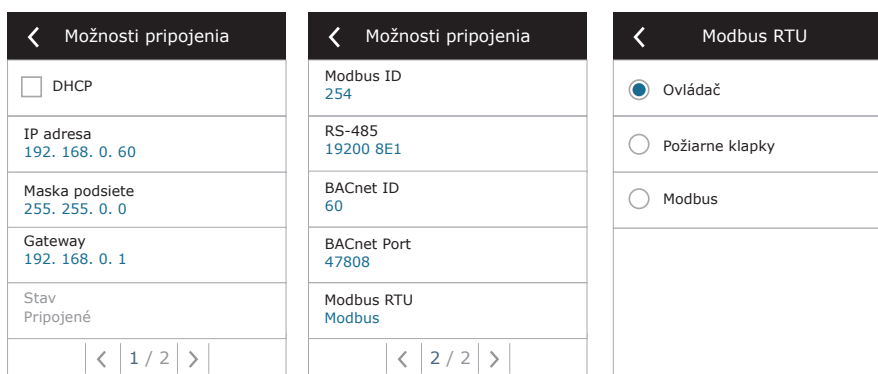 Možnosti pripojenia
DHCP
IP adresa
192. 168. 0. 60
Maska podsiete
255. 255. 0. 0
Gateway
192. 168. 0. 1
Stav
Pripojené
1 / 2
Možnosti pripojenia
Modbus ID
254
RS-485
19200 8E1
BACnet ID
60
BACnet Port
47808
Modbus RTU
Modbus
2 / 2
Modbus RTU
Ovládač
Požiarne klapky
Modbus